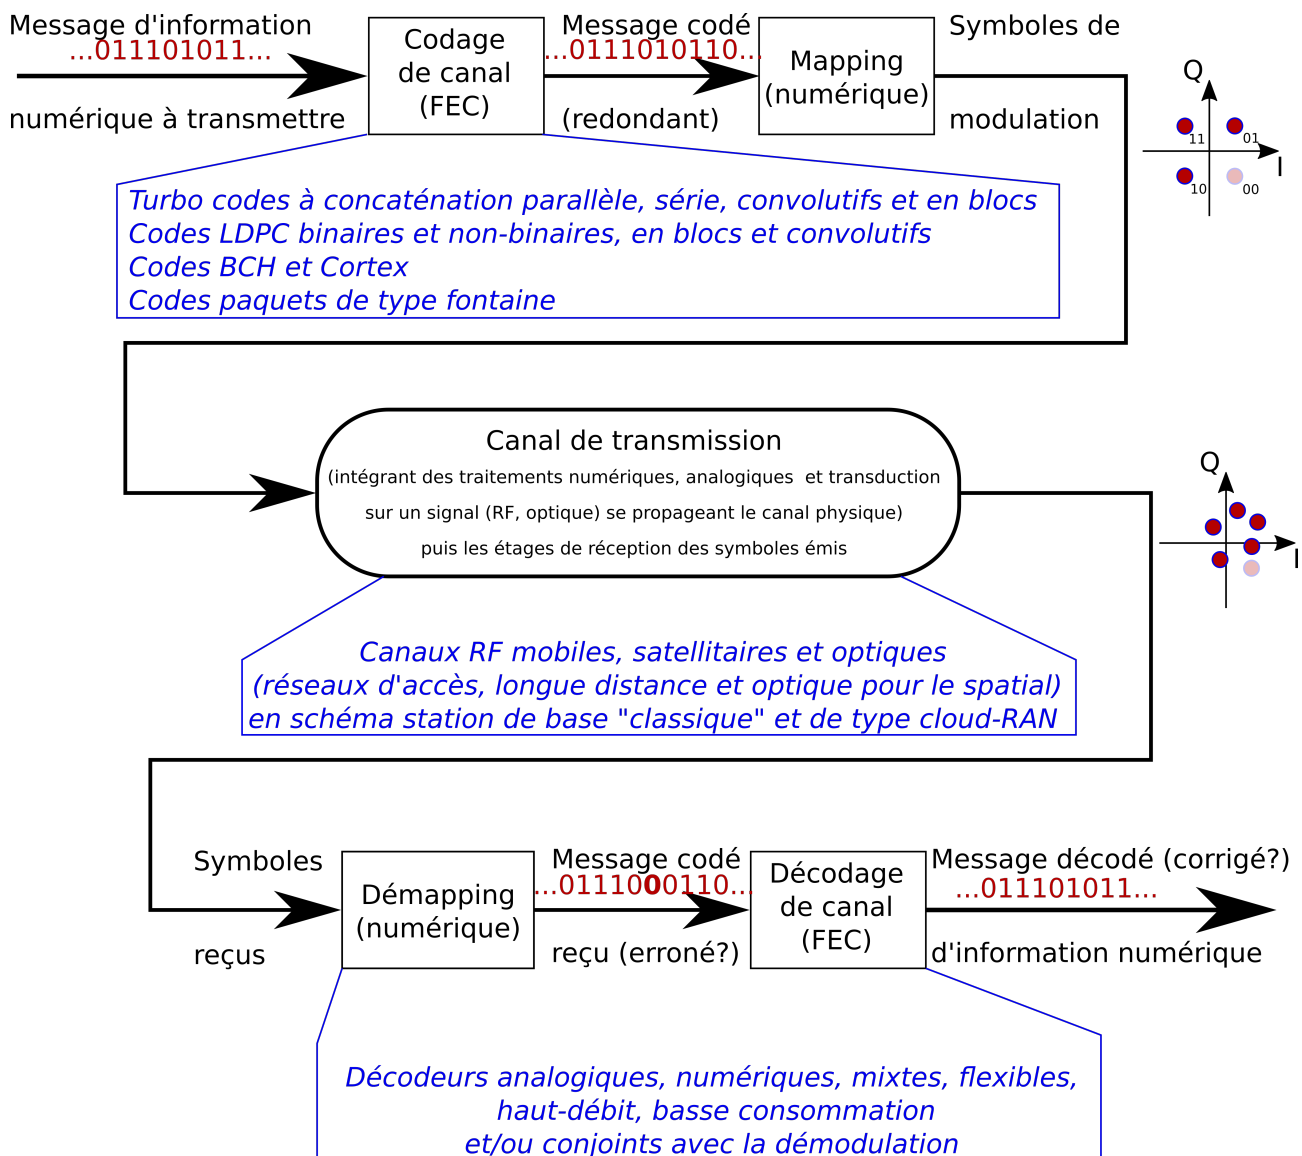 Message d'information
...011101011...
numérique à transmettre
Codage
de canal
(FEC)
Message codé
...0111010110...
(redondant)
Mapping
(numérique)
Symboles de
modulation
Q
I
11
01
10
00
Turbo codes à concaténation parallèle, série, convolutifs et en blocs
Codes LDPC binaires et non-binaires, en blocs et convolutifs
Codes BCH et Cortex
Codes paquets de type fontaine
Canal de transmission
(intégrant des traitements numériques, analogiques et transduction
sur un signal (RF, optique) se propageant le canal physique)
puis les étages de réception des symboles émis
Q
I
Canaux RF mobiles, satellitaires et optiques
(réseaux d'accès, longue distance et optique pour le spatial)
en schéma station de base "classique" et de type cloud-RAN
Symboles
reçus
Démapping
(numérique)
Message codé
...0111000110...
reçu (erroné?)
Décodage
de canal
(FEC)
Message décodé (corrigé?)
...011101011...
d'information numérique
Décodeurs analogiques, numériques, mixtes, flexibles,
haut-débit, basse consommation
et/ou conjoints avec la démodulation